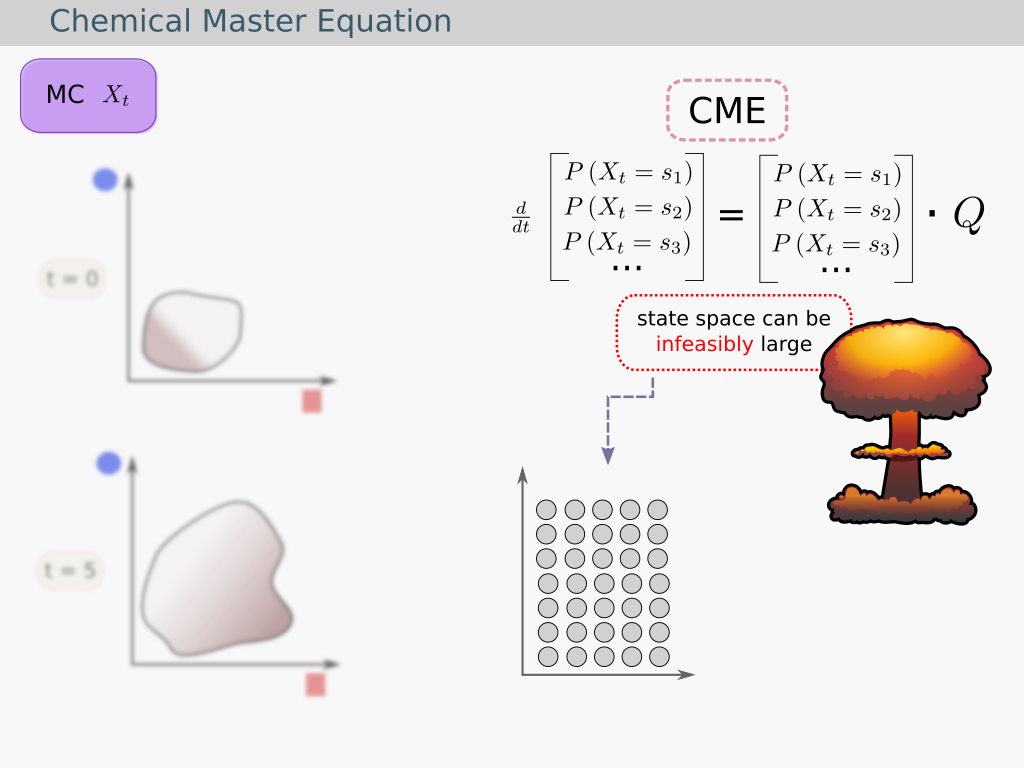 Chemical Master Equation
MC X_t
CME
d/dt [P (X_t = s_1) P (X_t = s_2) P (X_t = s_3) ...] = [P (X_t = s_1) P (X_t = s_2) P (X_t = s_3) ...] · Q
state space can be
infeasibly large
t = 0
t = 5